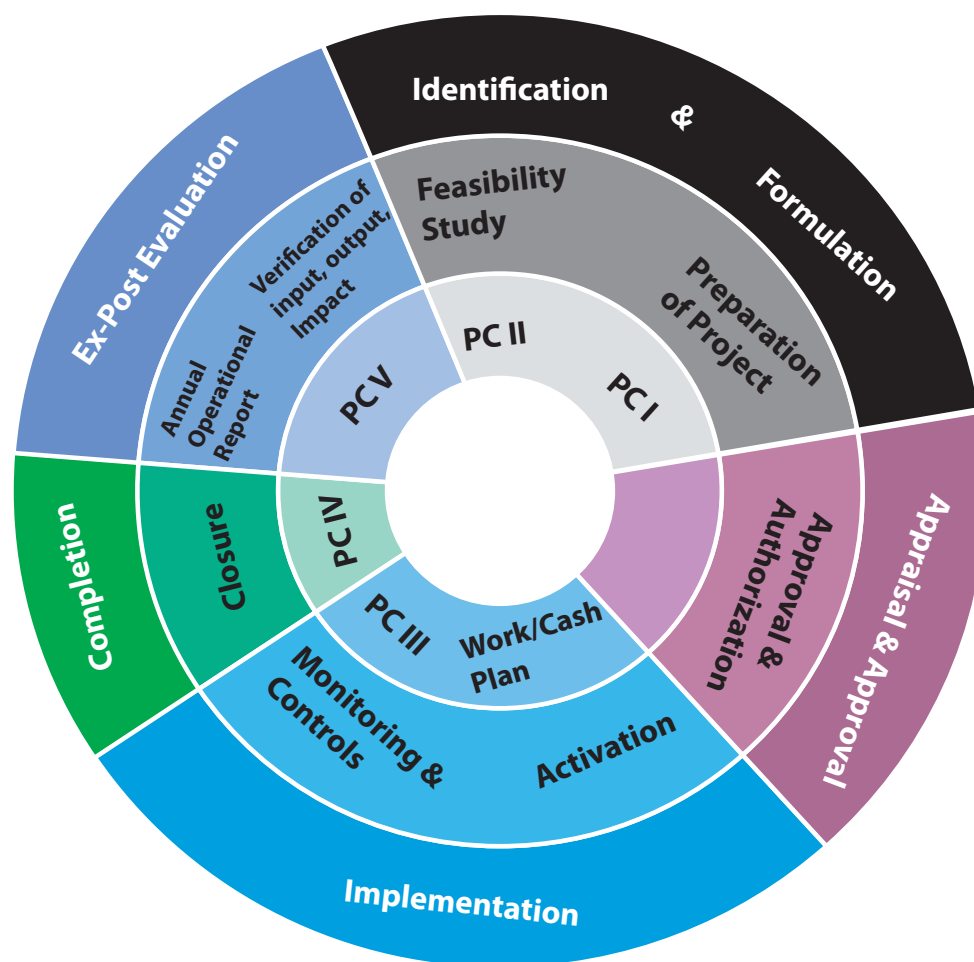 Identification & Formulation
Feasibility
Study
Preparation
of Project
PC II
PC I
Appraisal & Approval
Approval &
Authorization
Implementation
Activation
Monitoring &
Controls
Work/Cash
Plan
PC III
Completion
Closure
PC IV
Ex-Post Evaluation
Verification of
input, output,
Impact
Annual
Operational
Report
PC V